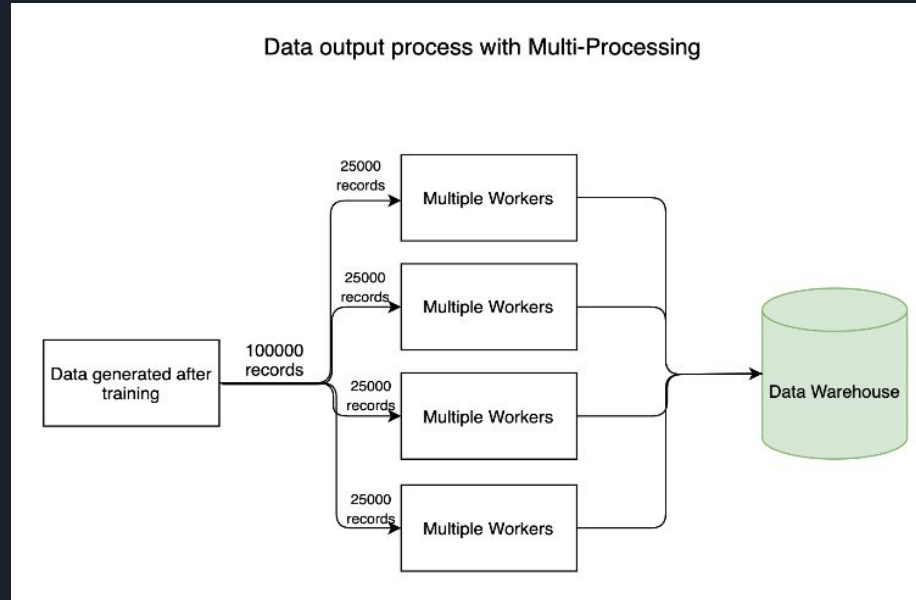 Data output process with Multi-Processing
25000
records
Multiple Workers
25000
records
Multiple Workers
100000
records
Data generated after
training
25000
records
Multiple Workers
Data Warehouse
25000
records
Multiple Workers